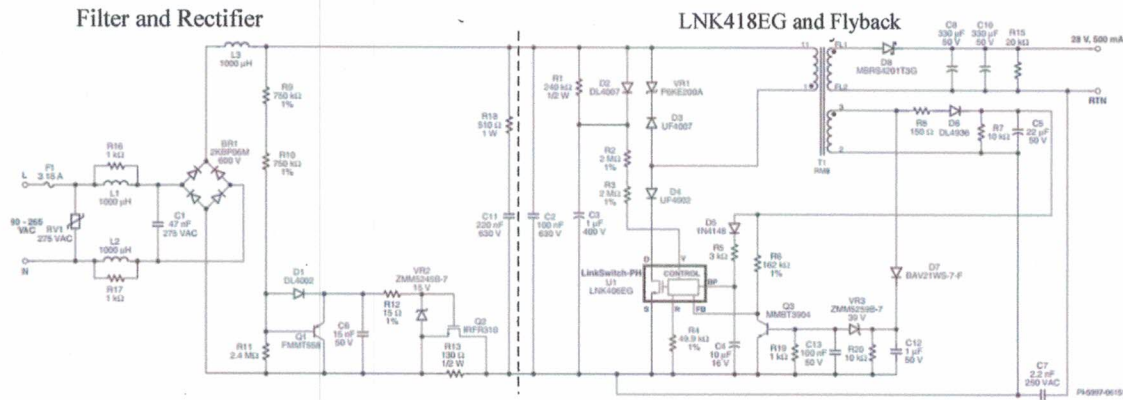 Filter and Rectifier
LNK418EG and Flyback
L3
1000 µH
R9
750 kΩ
1%
R10
750 kΩ
1%
R16
1 kΩ
F1
3.15 A
L
L1
1000 µH
BR1
2KBP06M
600 V
90 - 265
VAC
RV1
275 VAC
C1
47 nF
275 VAC
L2
1000 µH
N
R17
1 kΩ
D1
DL4002
R11
2.4 MΩ
Q1
FMMT558
C6
15 nF
50 V
R12
15 Ω
1%
VR2
ZMM5245B-7
15 V
Q2
IRFR310
R13
130 Ω
1/2 W
R18
510 Ω
1 W
C11
220 nF
630 V
C2
100 nF
630 V
R1
240 kΩ
1/2 W
C3
1 µF
400 V
D2
DL4007
R2
2 MΩ
1%
R3
2 MΩ
1%
VR1
P6KE200A
D3
UF4007
D4
UF4002
LinkSwitch-PH
U1
LNK406EG
D
V
CONTROL
BP
S
R
FB
R4
49.9 kΩ
1%
D5
1N4148
R5
3 kΩ
C4
10 µF
16 V
R6
162 kΩ
1%
Q3
MMBT3904
R19
1 kΩ
C13
100 nF
50 V
VR3
ZMM5259B-7
39 V
R20
10 kΩ
C12
1 µF
50 V
D7
BAV21WS-7-F
11
1
FL1
FL2
3
2
T1
RM8
D8
MBRS4201T3G
C8
330 µF
50 V
C10
330 µF
50 V
R15
20 kΩ
28 V, 500 mA
RTN
R8
150 Ω
D6
DL4936
R7
10 kΩ
C5
22 µF
50 V
C7
2.2 nF
250 VAC